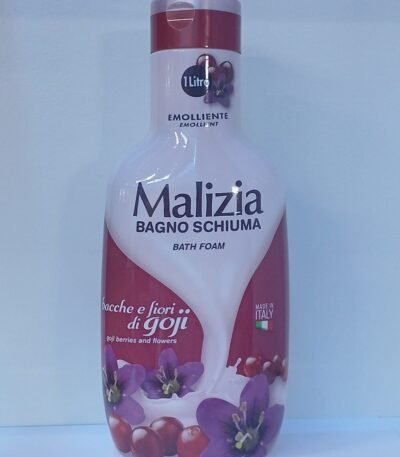 1 Litro
EMOLLIENTE
EMOLLIENT
Malizia
BAGNO SCHIUMA
BATH FOAM
bacche e fiori
di goji
goji berries and flowers
MADE IN
ITALY